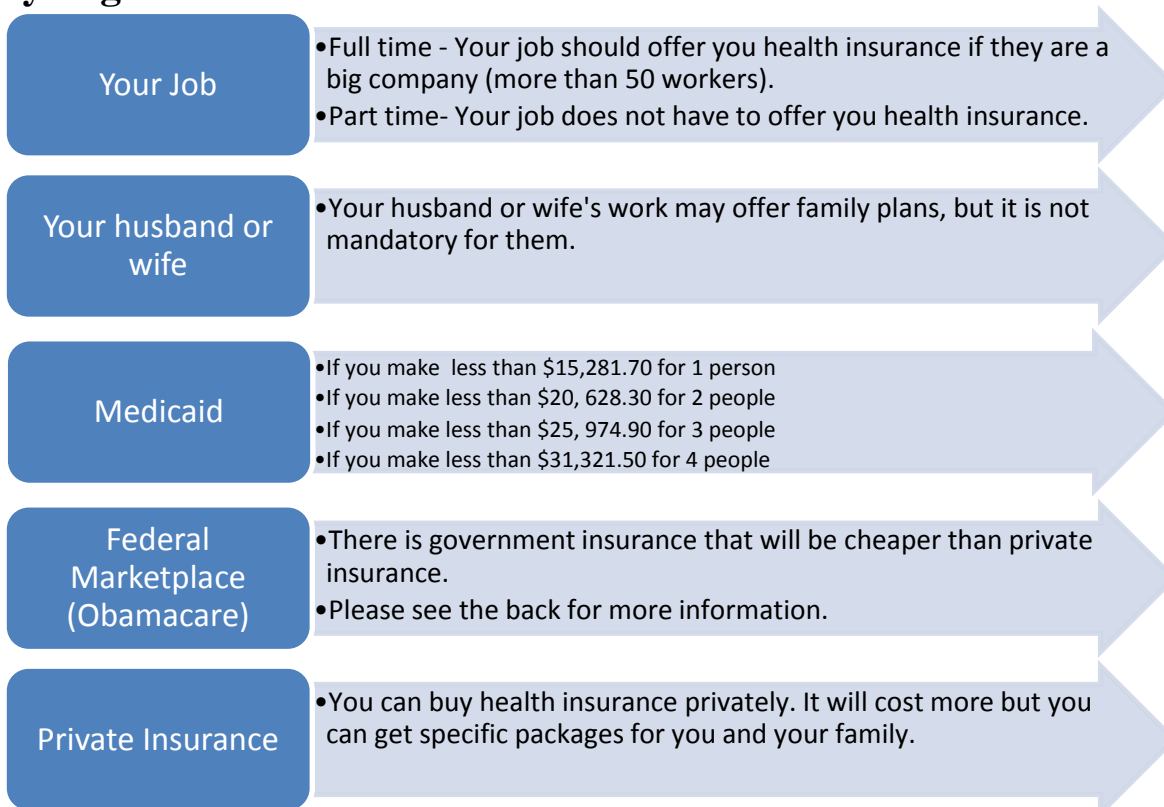 Your Job
•Full time - Your job should offer you health insurance if they are a
big company (more than 50 workers).
•Part time- Your job does not have to offer you health insurance.
Your husband or
wife
•Your husband or wife's work may offer family plans, but it is not
mandatory for them.
Medicaid
•If you make  less than $15,281.70 for 1 person
•If you make less than $20, 628.30 for 2 people
•If you make less than $25, 974.90 for 3 people
•If you make less than $31,321.50 for 4 people
Federal
Marketplace
(Obamacare)
•There is government insurance that will be cheaper than private
insurance.
•Please see the back for more information.
Private Insurance
•You can buy health insurance privately. It will cost more but you
can get specific packages for you and your family.